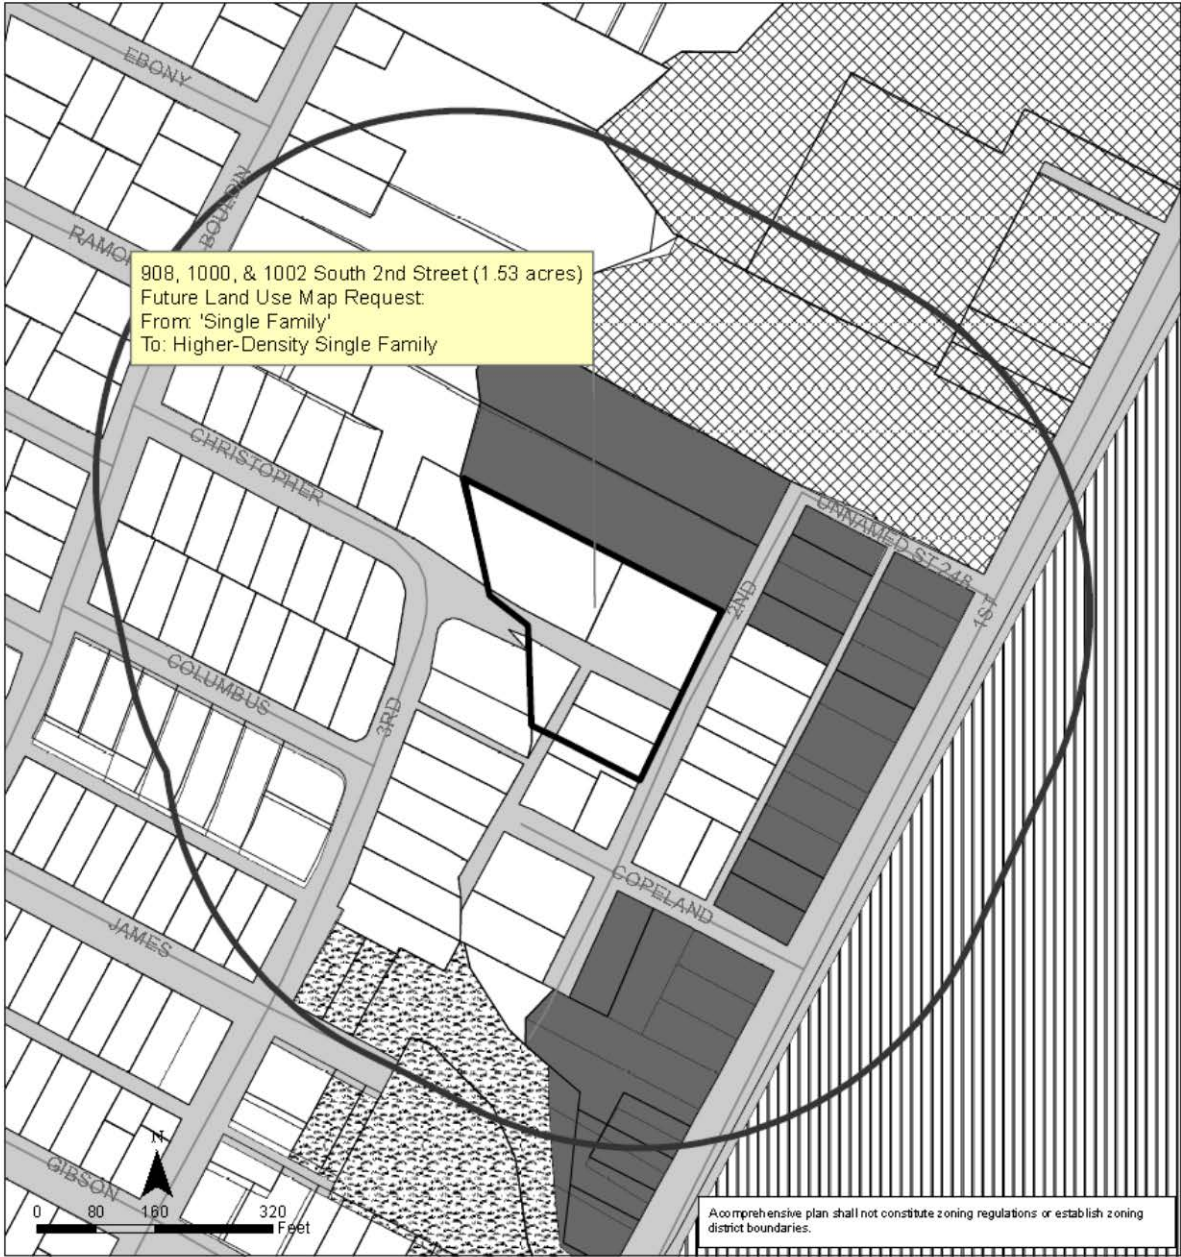 EBONY
BOULDIN
908, 1000, & 1002 South 2nd Street (1.53 acres)
Future Land Use Map Request:
From: 'Single Family'
To: Higher-Density Single Family
CHRISTOPHER
UNNAMED ST-248
2ND
1ST
COLUMBUS
3RD
COPELAND
JAMES
GIBSON
N
0 80 160 320
Feet
A comprehensive plan shall not constitute zoning regulations or establish zoning
district boundaries.